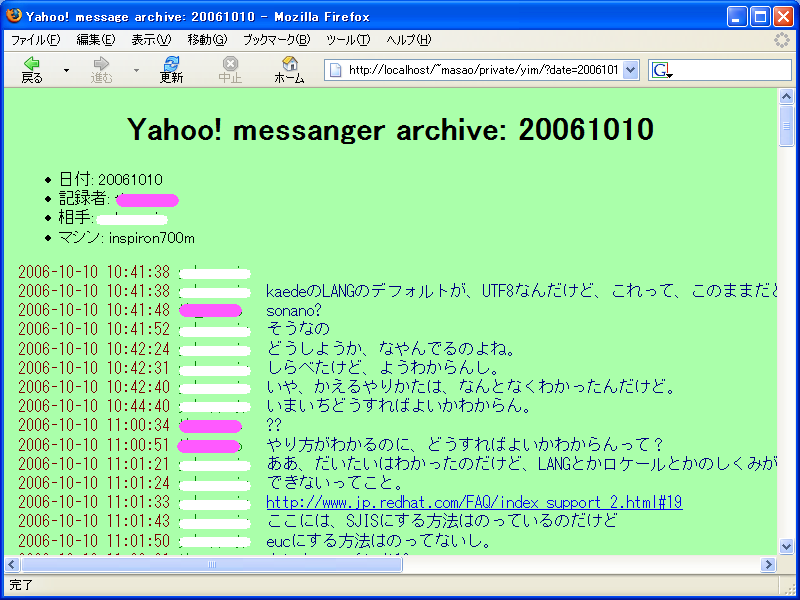 Yahoo! message archive: 20061010 - Mozilla Firefox
ファイル(F) 編集(E) 表示(V) 移動(G) ブックマーク(B) ツール(T) ヘルプ(H)
戻る 進む 更新 中止 ホーム http://localhost/~masao/private/yim/?date=2006101 G
Yahoo! messanger archive: 20061010
• 日付: 20061010
• 記録者:
• 相手:
• マシン: inspiron700m
2006-10-10 10:41:38
2006-10-10 10:41:38 kaedeのLANGのデフォルトが、UTF8なんだけど、これって、このままだと
2006-10-10 10:41:48 sonano?
2006-10-10 10:41:52 そうなの
2006-10-10 10:42:24 どうしようか、なやんでるのよね。
2006-10-10 10:42:31 しらべたけど、ようわからんし。
2006-10-10 10:42:40 いや、かえるやりかたは、なんとなくわかったんだけど。
2006-10-10 10:44:40 いまいちどうすればよいかわからん。
2006-10-10 11:00:34 ??
2006-10-10 11:00:51 やり方がわかるのに、どうすればよいかわからんって？
2006-10-10 11:01:21 ああ、だいたいはわかったのだけど、LANGとかロケールとかのしくみが
2006-10-10 11:01:24 できないってこと。
2006-10-10 11:01:33 http://www.jp.redhat.com/FAQ/index_support_2.html#19
2006-10-10 11:01:43 ここには、SJISにする方法はのっているのだけど
2006-10-10 11:01:50 eucにする方法はのってないし。
完了